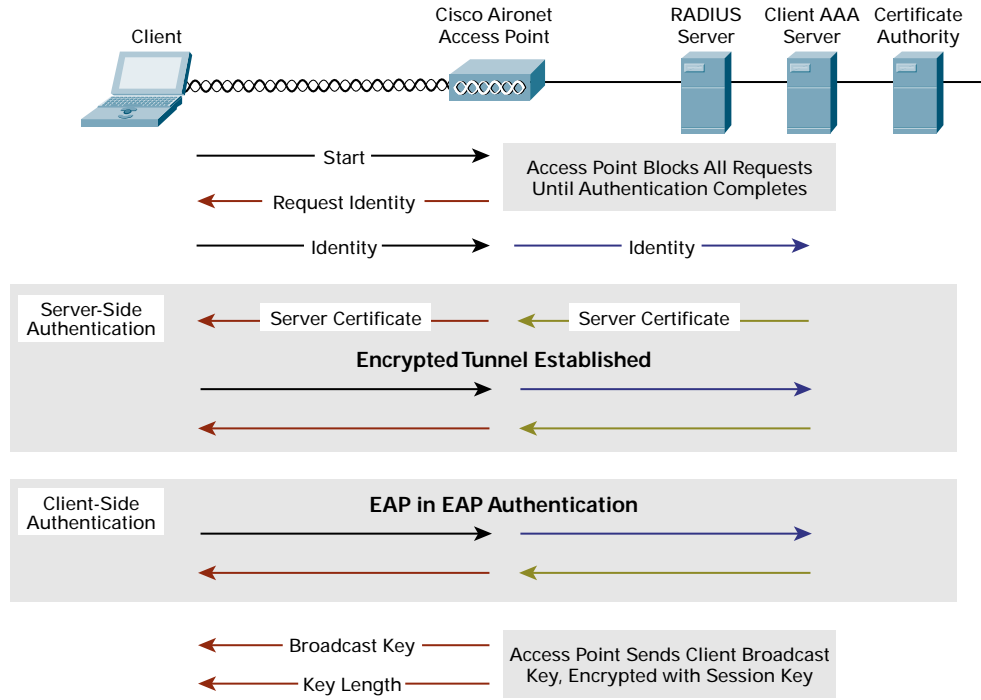 Client
Cisco Aironet
Access Point
RADIUS
Server
Client AAA
Server
Certificate
Authority
Start
Access Point Blocks All Requests
Until Authentication Completes
Request Identity
Identity
Identity
Server-Side
Authentication
Server Certificate
Server Certificate
Encrypted Tunnel Established
Client-Side
Authentication
EAP in EAP Authentication
Broadcast Key
Key Length
Access Point Sends Client Broadcast
Key, Encrypted with Session Key